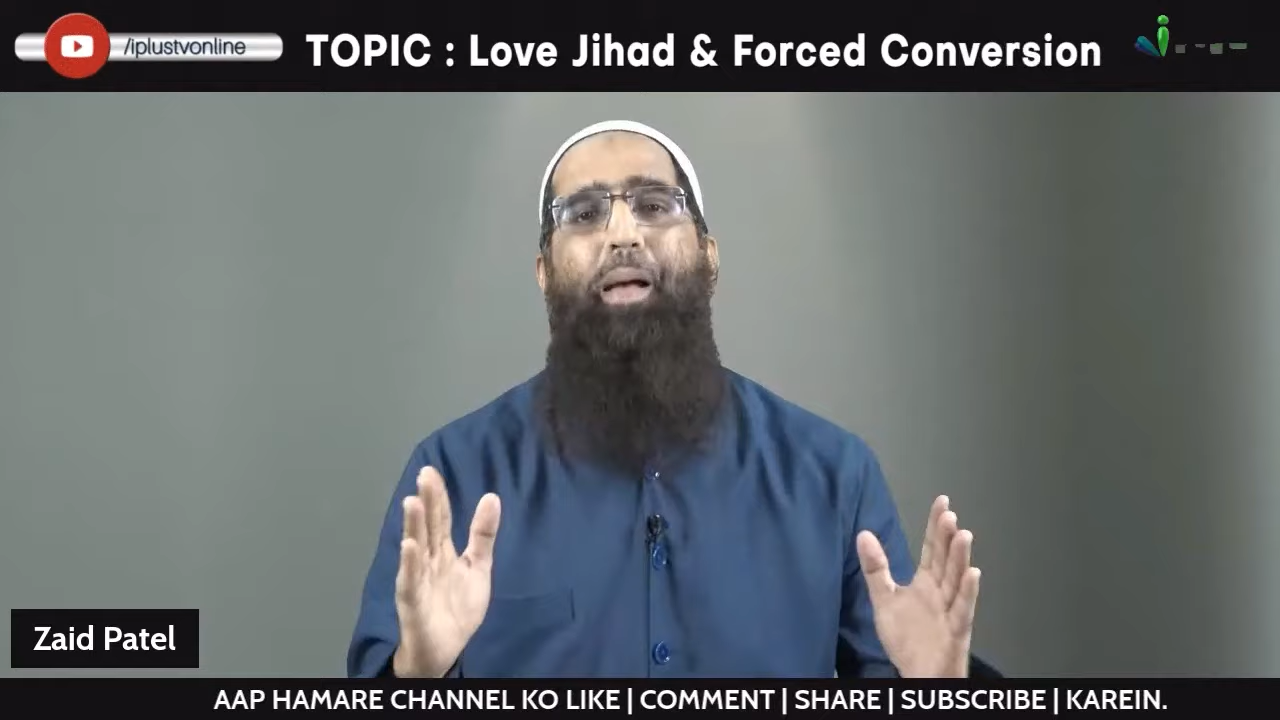 /iplustvonline
TOPIC : Love Jihad & Forced Conversion
Zaid Patel
AAP HAMARE CHANNEL KO LIKE | COMMENT | SHARE | SUBSCRIBE | KAREIN.